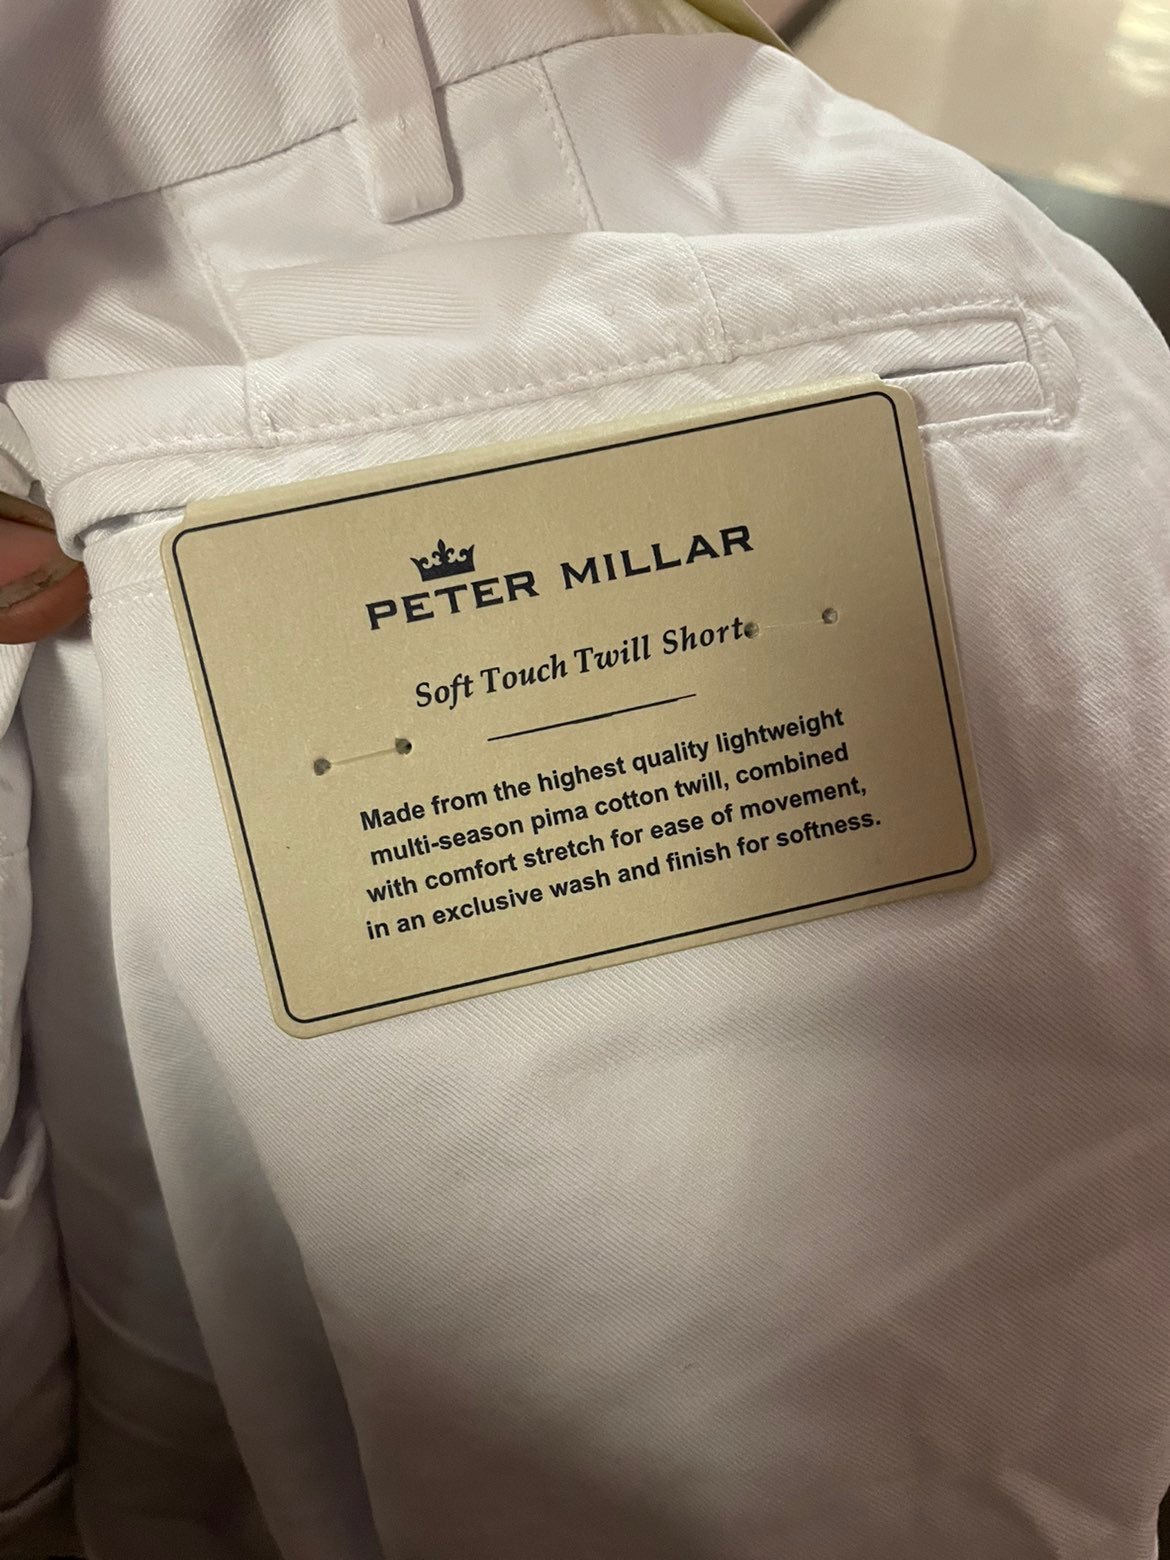 PETER MILLAR
Soft Touch Twill Short
Made from the highest quality lightweight
multi-season pima cotton twill, combined
with comfort stretch for ease of movement,
in an exclusive wash and finish for softness.